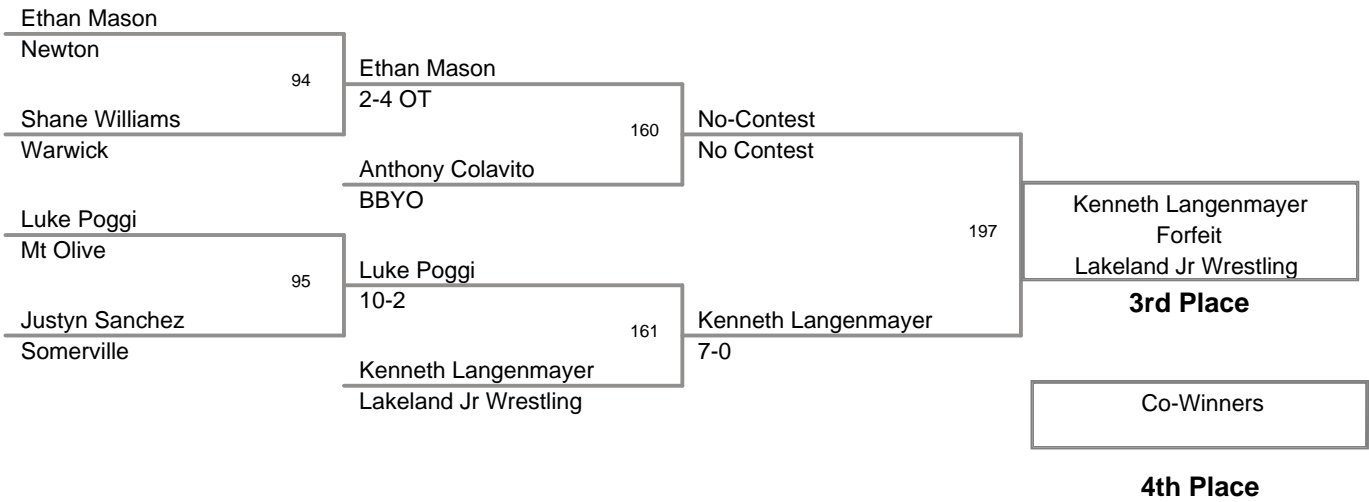 Ethan Mason
Newton
94
Ethan Mason
2-4 OT
Shane Williams
Warwick
160
No-Contest
No Contest
Anthony Colavito
BBYO
Luke Poggi
Mt Olive
197
Kenneth Langenmayer
Forfeit
Lakeland Jr Wrestling
3rd Place
95
Luke Poggi
10-2
Justyn Sanchez
Somerville
161
Kenneth Langenmayer
7-0
Kenneth Langenmayer
Lakeland Jr Wrestling
Co-Winners
4th Place